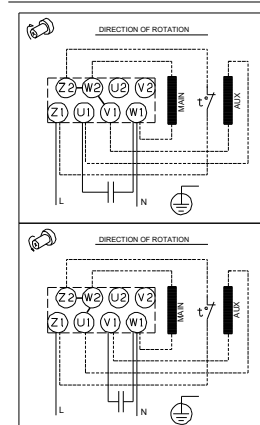 DIRECTION OF ROTATION
Z2 W2 U2 V2
Z1 U1 V1 W1
MAIN
t°
AUX
L
N
DIRECTION OF ROTATION
Z2 W2 U2 V2
Z1 U1 V1 W1
MAIN
t°
AUX
L
N